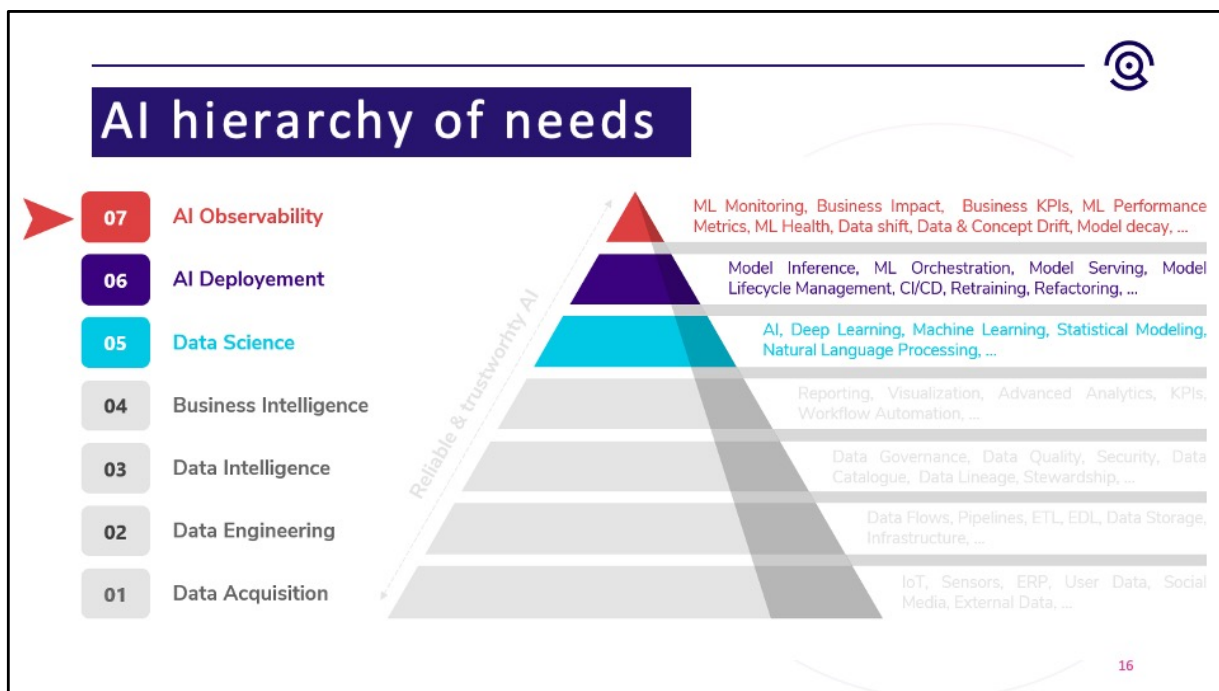 AI hierarchy of needs
07
AI Observability
ML Monitoring, Business Impact, Business KPIs, ML Performance
Metrics, ML Health, Data shift, Data & Concept Drift, Model decay, ...
06
AI Deployement
Model Inference, ML Orchestration, Model Serving, Model
Lifecycle Management, CI/CD, Retraining, Refactoring, ...
05
Data Science
AI, Deep Learning, Machine Learning, Statistical Modeling,
Natural Language Processing, ...
04
Business Intelligence
Reporting, Visualization, Advanced Analytics, KPIs,
Workflow Automation, ...
03
Data Intelligence
Data Governance, Data Quality, Security, Data
Catalogue, Data Lineage, Stewardship, ...
02
Data Engineering
Data Flows, Pipelines, ETL, EDL, Data Storage,
Infrastructure, ...
01
Data Acquisition
IoT, Sensors, ERP, User Data, Social
Media, External Data, ...
Reliable & trustworhty AI
16